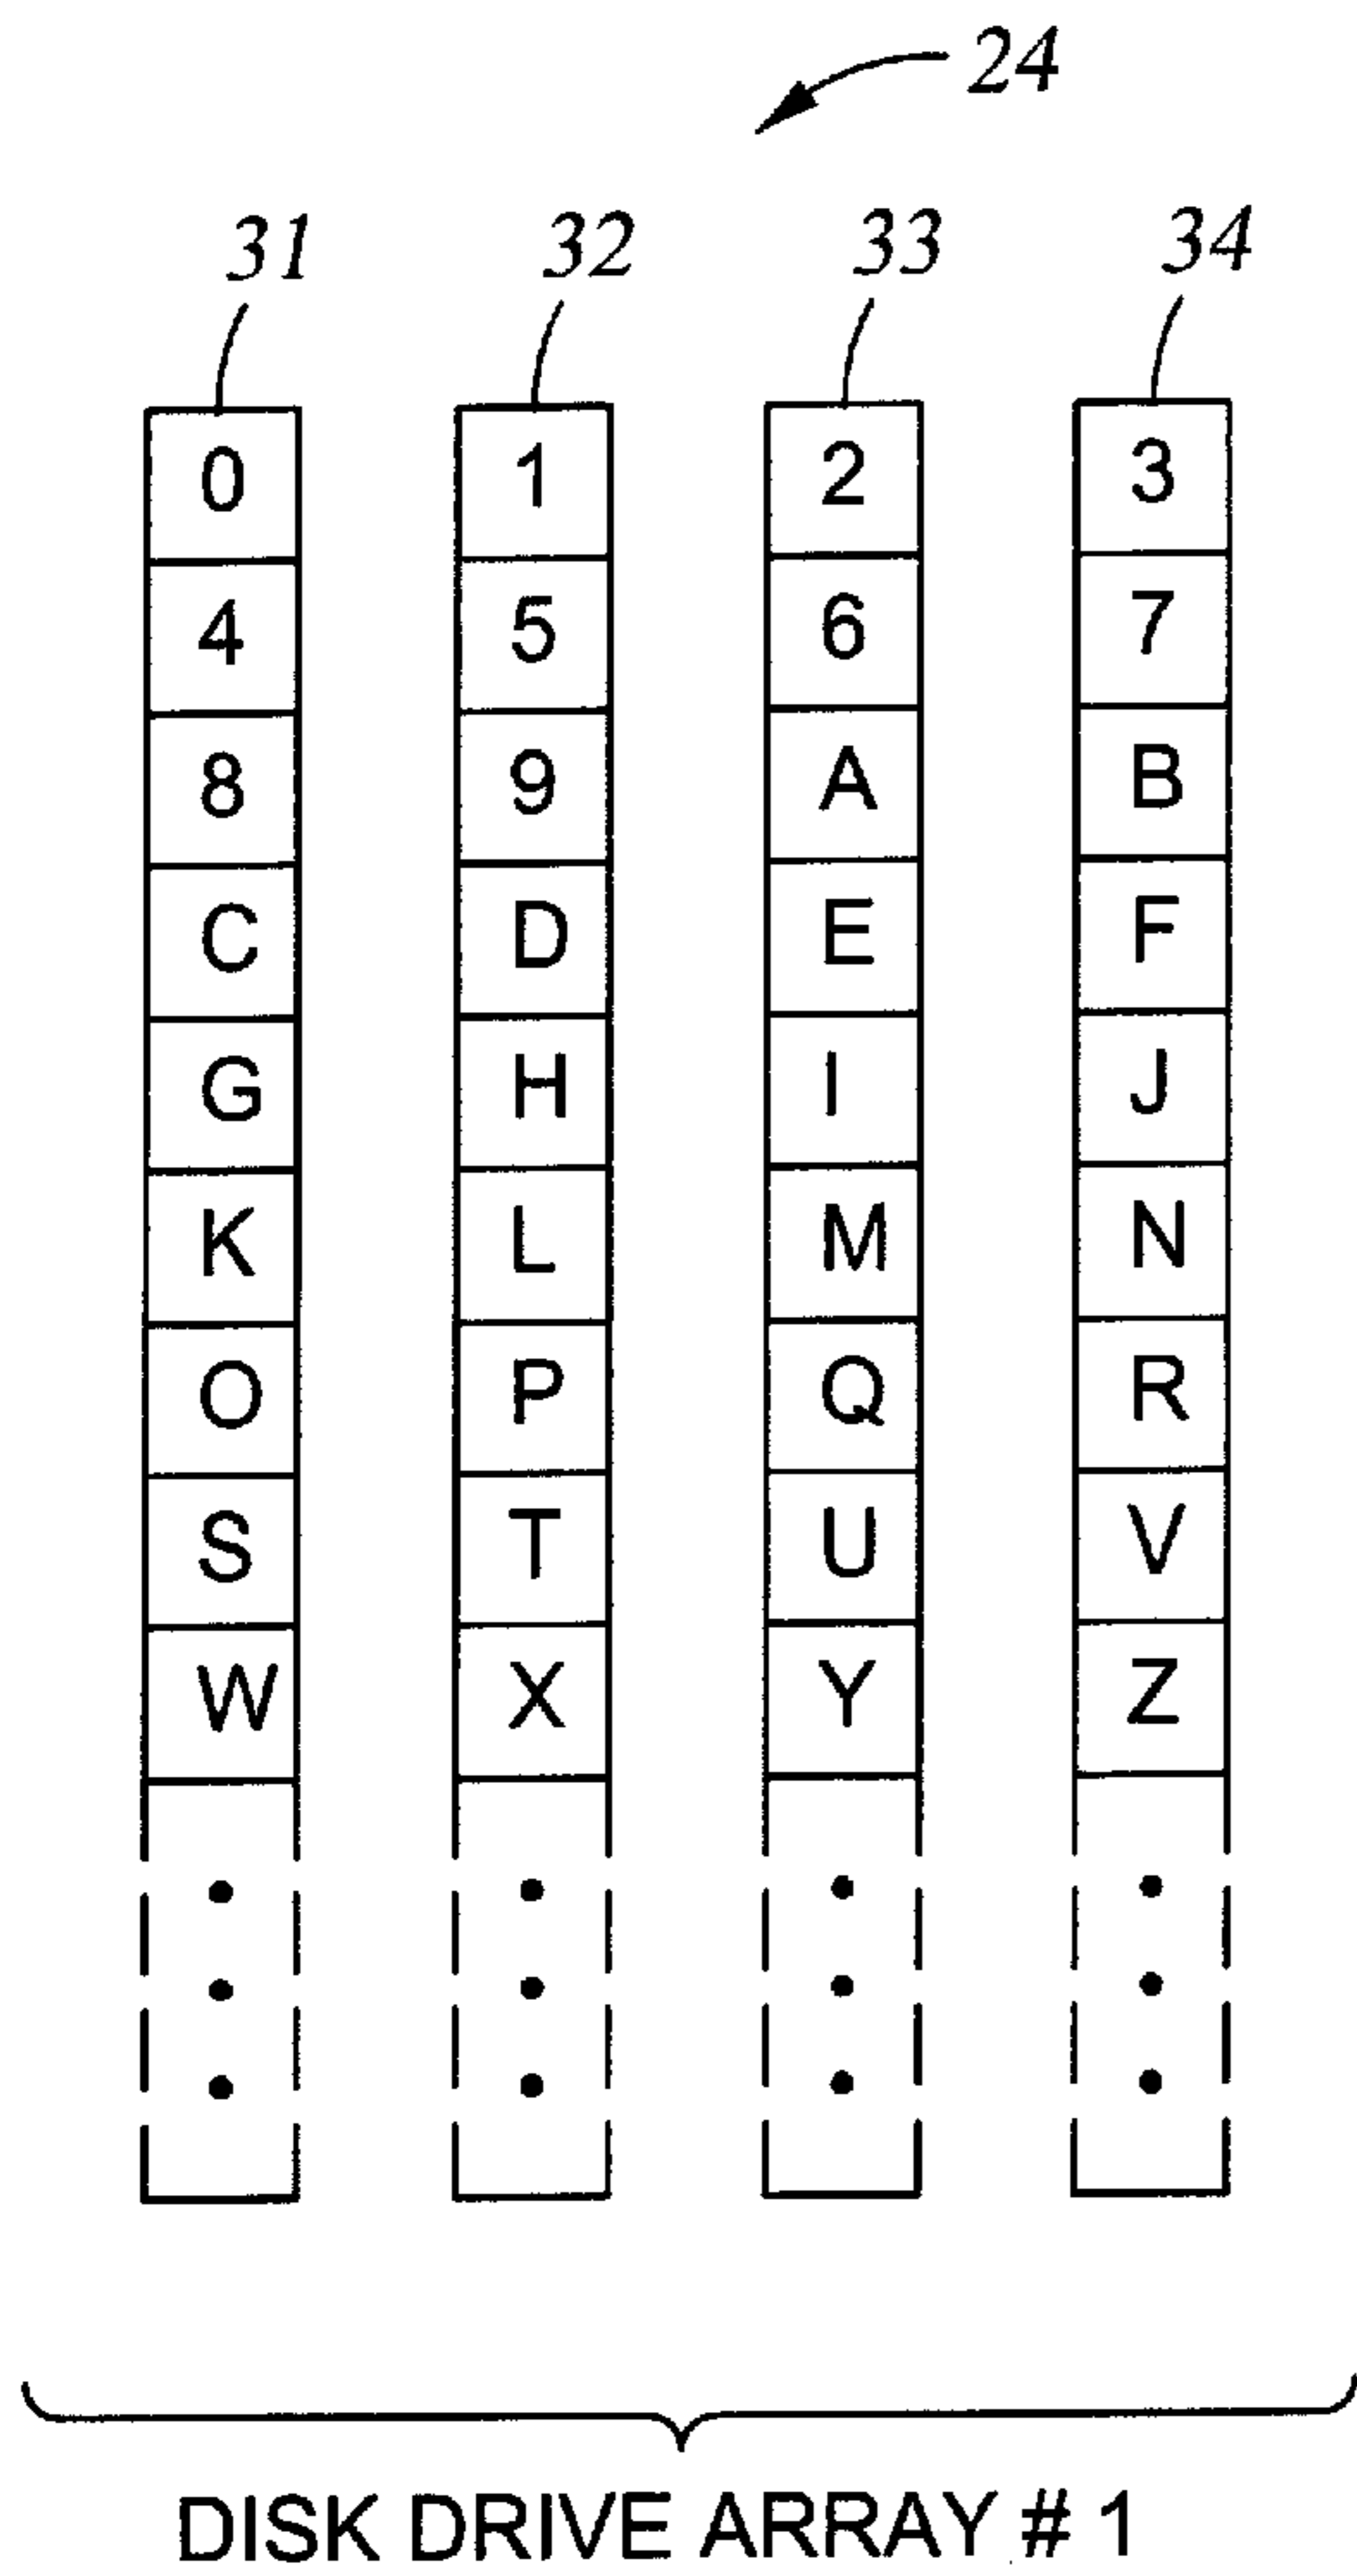 24
31 32 33 34
0 1 2 3
4 5 6 7
8 9 A B
C D E F
G H I J
K L M N
O P Q R
S T U V
W X Y Z
DISK DRIVE ARRAY # 1